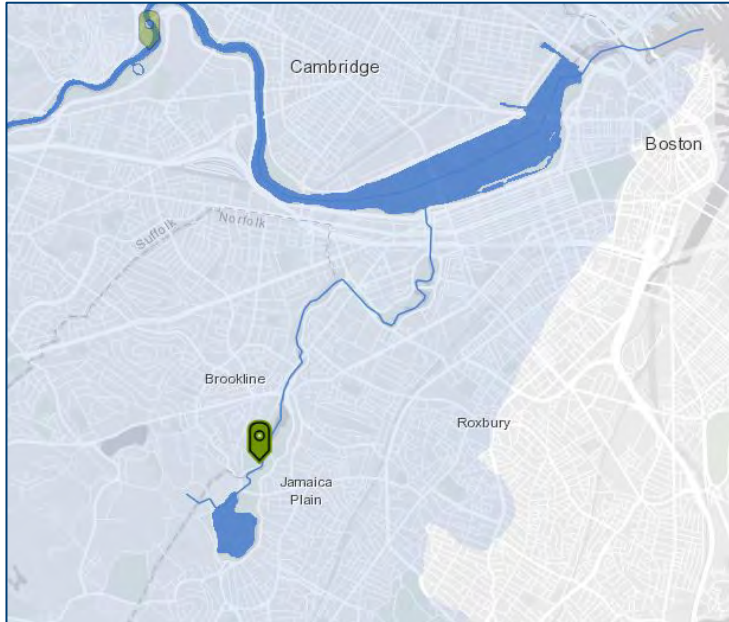 Cambridge
Boston
Suffolk
Norfolk
Brookline
Roxbury
Jamaica
Plain